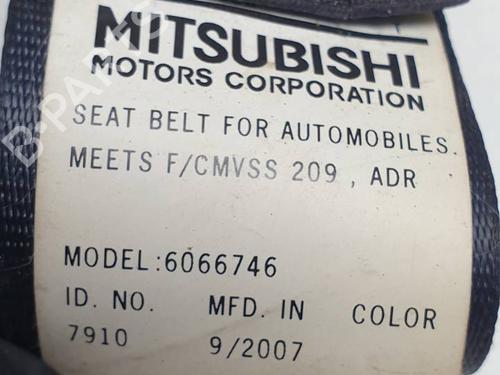 MITSUBISHI
MOTORS CORPORATION
SEAT BELT FOR AUTOMOBILES.
MEETS F/CMVSS 209 , ADR
MODEL:6066746
ID. NO. MFD. IN COLOR
7910 9/2007
B-PARTS